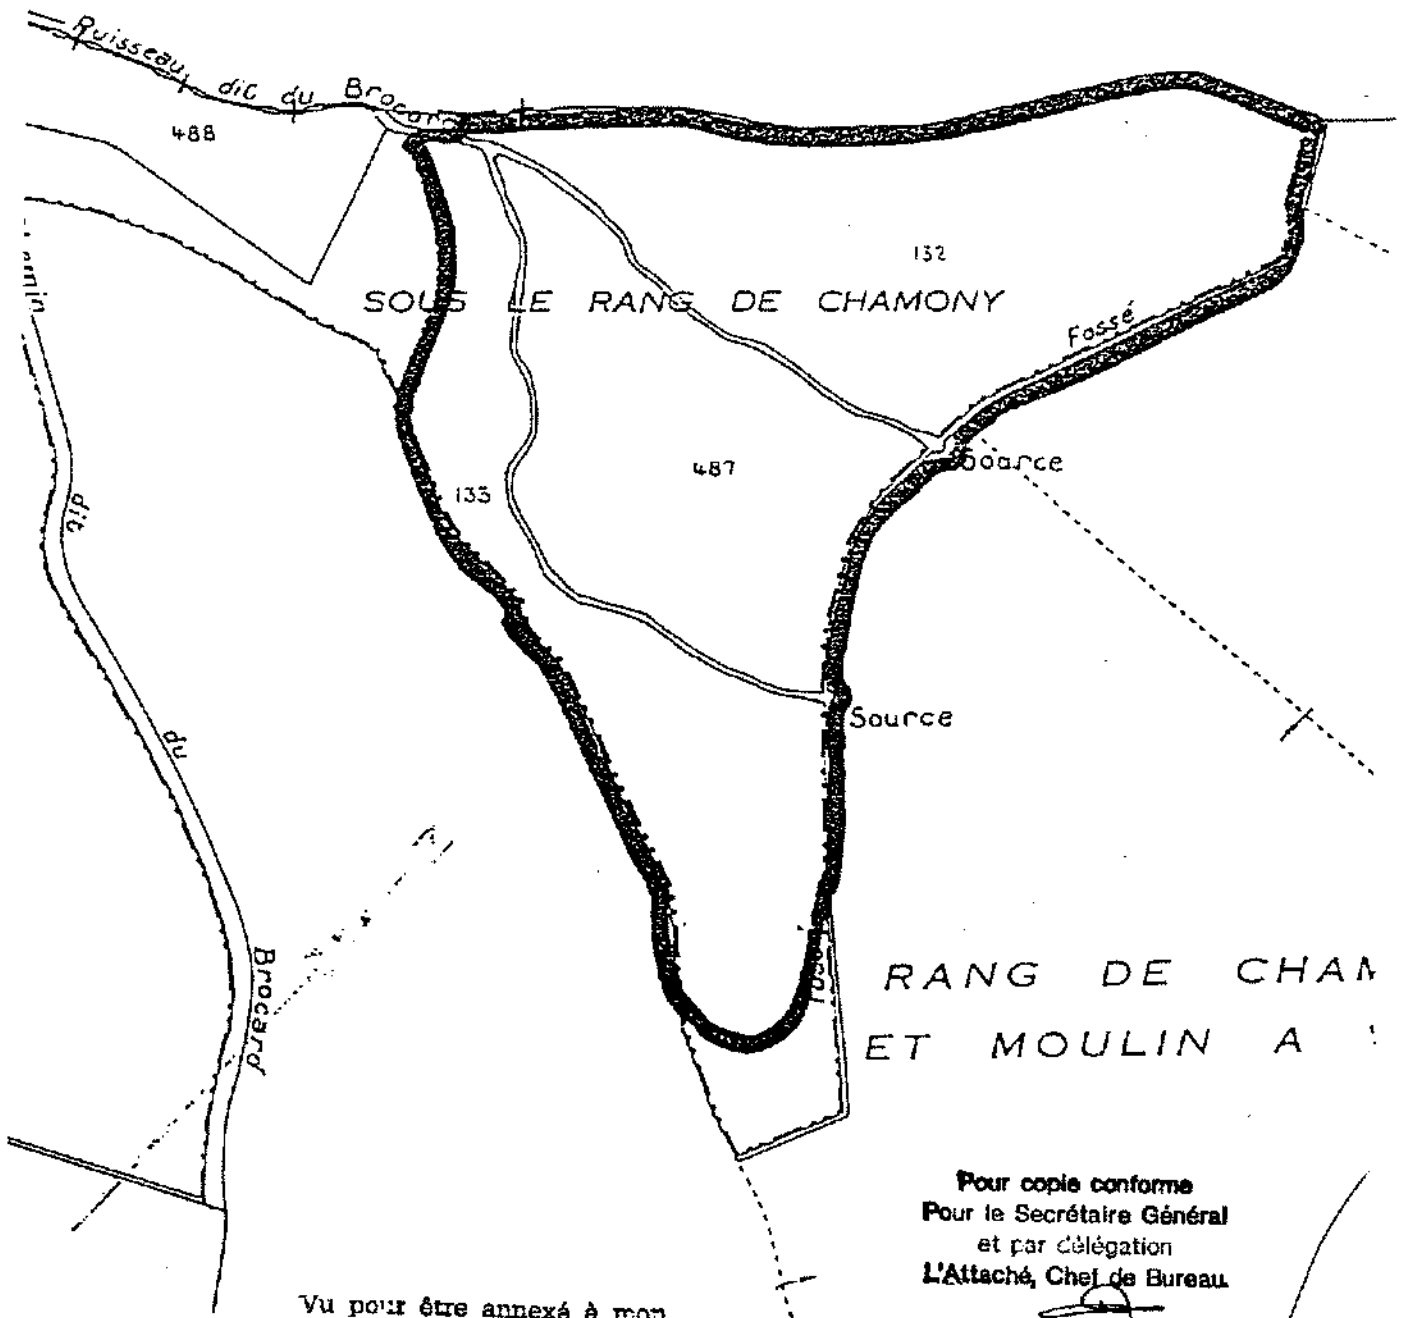 Ruisseau dit du Brocard
488
132
SOUS LE RANG DE CHAMONY
Fossé
Source
487
133
dit
du
Source
Brocard
RANG DE CHAM
ET MOULIN A
Pour copie conforme
Pour le Secrétaire Général
et par délégation
L'Attaché, Chef de Bureau
Vu pour être annexé à mon